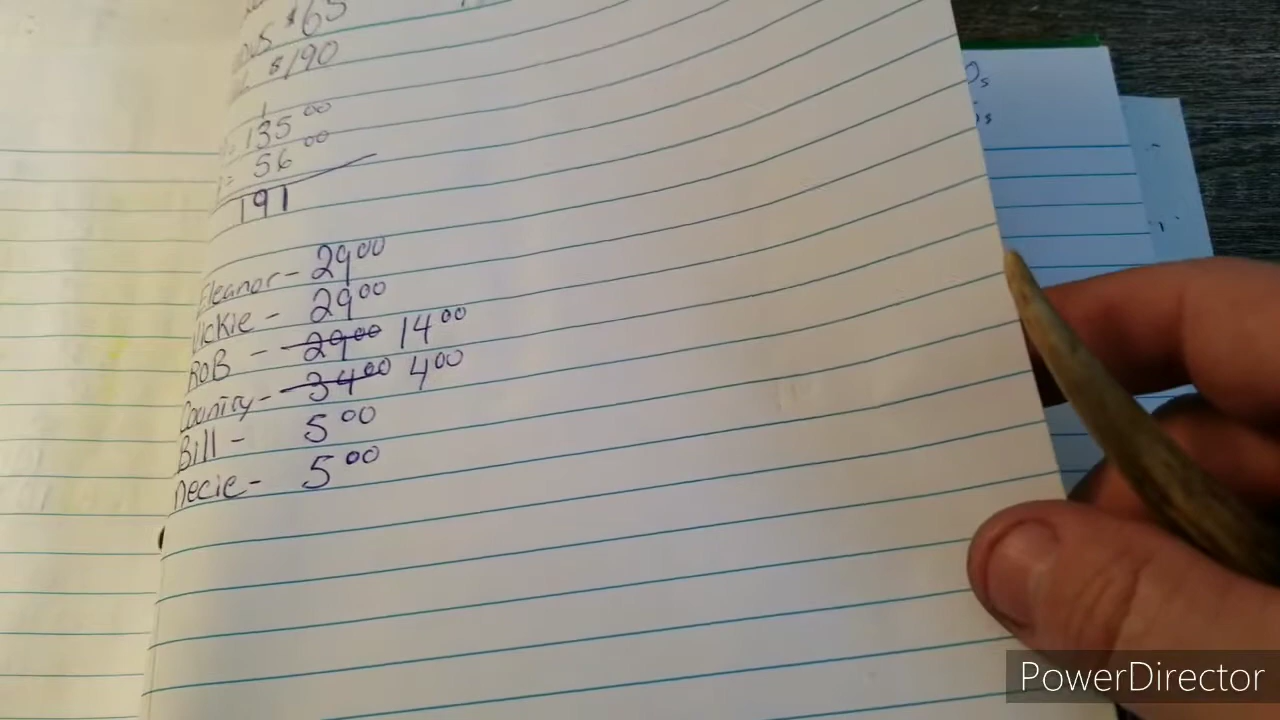 $65
$190
1
135 00
= 56 00
191
Eleanor - 29 00
Vickie - 29 00
ROB - 29 00 14 00
Country - 34 00 4 00
Bill - 5 00
Decie - 5 00
PowerDirector